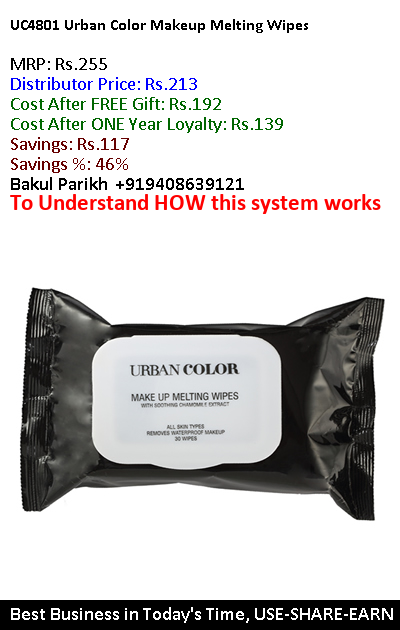 UC4801 Urban Color Makeup Melting Wipes
MRP: Rs.255
Distributor Price: Rs.213
Cost After FREE Gift: Rs.192
Cost After ONE Year Loyalty: Rs.139
Savings: Rs.117
Savings %: 46%
Bakul Parikh +919408639121
To Understand HOW this system works
URBAN COLOR
MAKE UP MELTING WIPES
WITH SOOTHING CHAMOMILE EXTRACT
ALL SKIN TYPES
REMOVES WATERPROOF MAKEUP
30 WIPES
Best Business in Today's Time, USE-SHARE-EARN